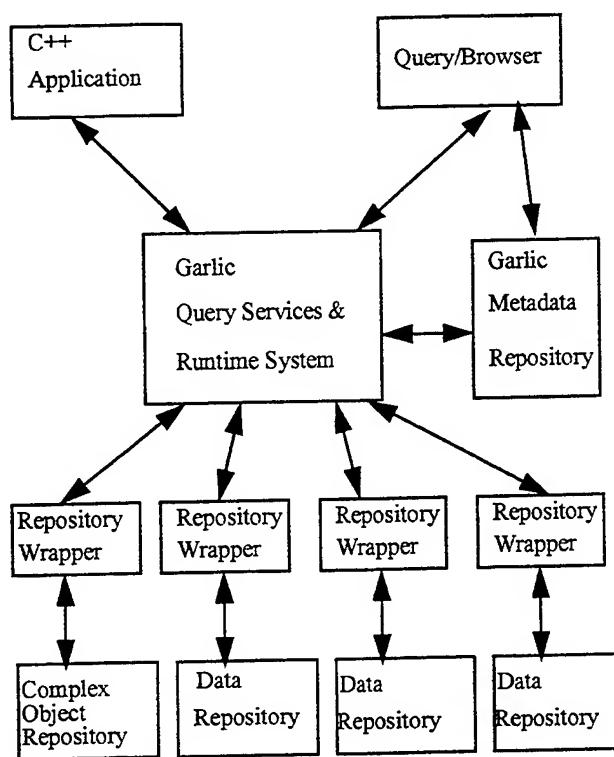 C++
Application
Query/Browser
Garlic
Query Services &
Runtime System
Garlic
Metadata
Repository
Repository
Wrapper
Repository
Wrapper
Repository
Wrapper
Repository
Wrapper
Complex
Object
Repository
Data
Repository
Data
Repository
Data
Repository